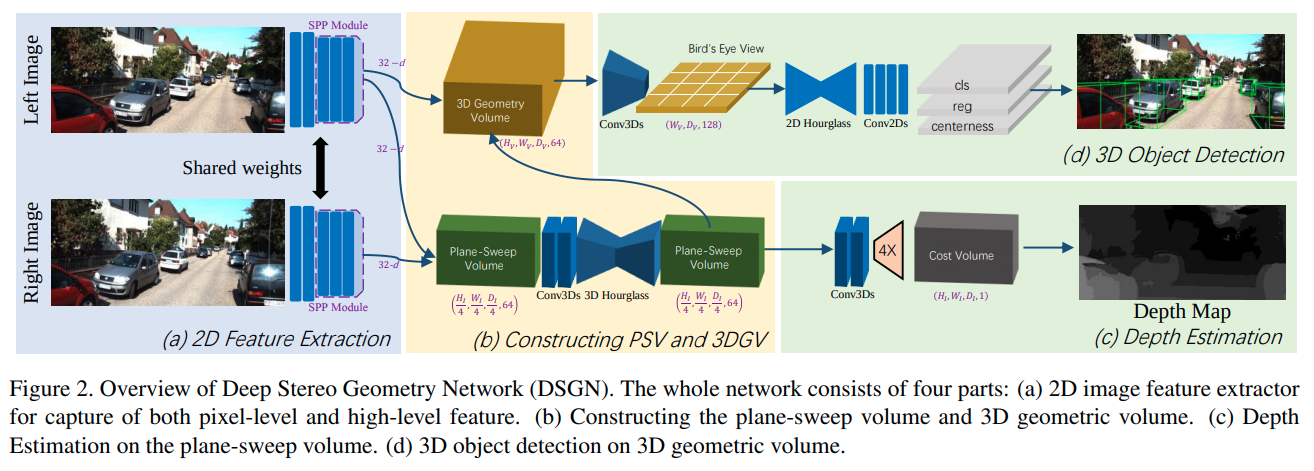 Left Image
SPP Module
32-d
32-d
Shared weights
Right Image
32-d
SPP Module
(a) 2D Feature Extraction
3D Geometry
Volume
(H_V, W_V, D_V, 64)
Plane-Sweep
Volume
(H_I/4, W_I/4, D_I/4, 64)
Conv3Ds
3D Hourglass
Plane-Sweep
Volume
(H_I/4, W_I/4, D_I/4, 64)
(b) Constructing PSV and 3DGV
Conv3Ds
Bird's Eye View
(W_V, D_V, 128)
2D Hourglass
Conv2Ds
cls
reg
centerness
(d) 3D Object Detection
Conv3Ds
4X
Cost Volume
(H_I, W_I, D_I, 1)
Depth Map
(c) Depth Estimation
Figure 2. Overview of Deep Stereo Geometry Network (DSGN). The whole network consists of four parts: (a) 2D image feature extractor
for capture of both pixel-level and high-level feature. (b) Constructing the plane-sweep volume and 3D geometric volume. (c) Depth
Estimation on the plane-sweep volume. (d) 3D object detection on 3D geometric volume.